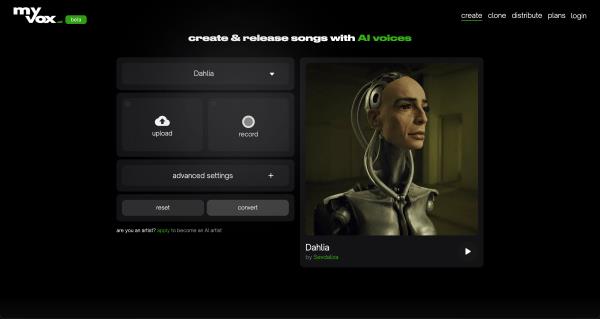 my
vox
beta
create clone distribute plans login
create & release songs with AI voices
Dahlia
upload
record
advanced settings +
reset
convert
are you an artist? Apply to become an AI artist
Dahlia
by Sevdaliza